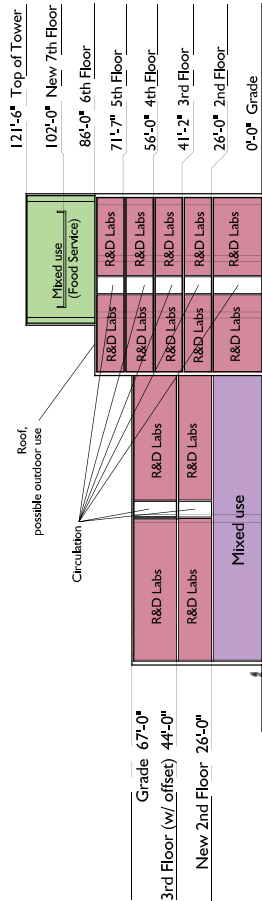 121'-6" Top of Tower
102'-0" New 7th Floor
86'-0" 6th Floor
71'-7" 5th Floor
56'-0" 4th Floor
41'-2" 3rd Floor
26'-0" 2nd Floor
0'-0" Grade
Mixed use
(Food Service)
Roof,
possible outdoor use
Circulation
R&D Labs
R&D Labs
R&D Labs
R&D Labs
R&D Labs
R&D Labs
R&D Labs
R&D Labs
R&D Labs
R&D Labs
R&D Labs
R&D Labs
R&D Labs
R&D Labs
Mixed use
Grade 67'-0"
3rd Floor (w/ offset) 44'-0"
New 2nd Floor 26'-0"